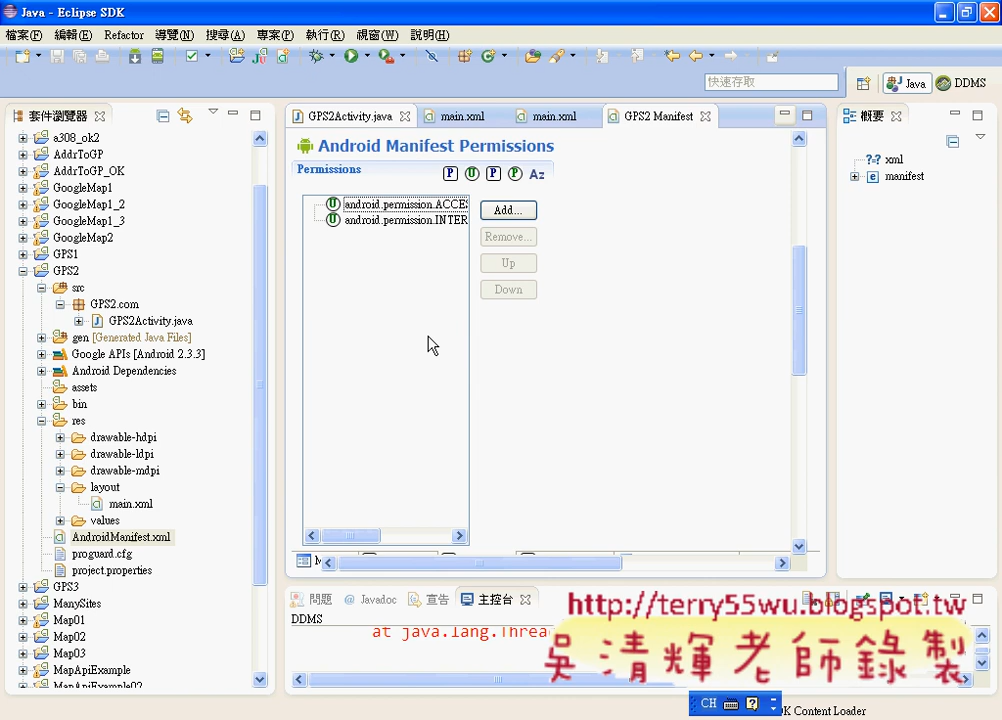 Java - Eclipse SDK
檔案(F) 編輯(E) Refactor 導覽(N) 搜尋(A) 專案(P) 執行(R) 視窗(W) 說明(H)
快速存取
Java
DDMS
套件瀏覽器
a308_ok2
AddrToGP
AddrToGP_OK
GoogleMap1
GoogleMap1_2
GoogleMap1_3
GoogleMap2
GPS1
GPS2
src
GPS2.com
GPS2Activity.java
gen [Generated Java Files]
Google APIs [Android 2.3.3]
Android Dependencies
assets
bin
res
drawable-hdpi
drawable-ldpi
drawable-mdpi
layout
main.xml
values
AndroidManifest.xml
proguard.cfg
project.properties
GPS3
ManySites
Map01
Map02
Map03
MapApiExample
MapApiExample02
GPS2Activity.java
main.xml
main.xml
GPS2 Manifest
Android Manifest Permissions
Permissions
P U P P Az
U android.permission.ACCES
U android.permission.INTER
Add...
Remove...
Up
Down
概要
xml
manifest
問題
Javadoc
宣告
主控台
DDMS
at java.lang.Threa
http://terry55wu.blogspot.tw
吳清輝老師錄製
CH
K Content Loader